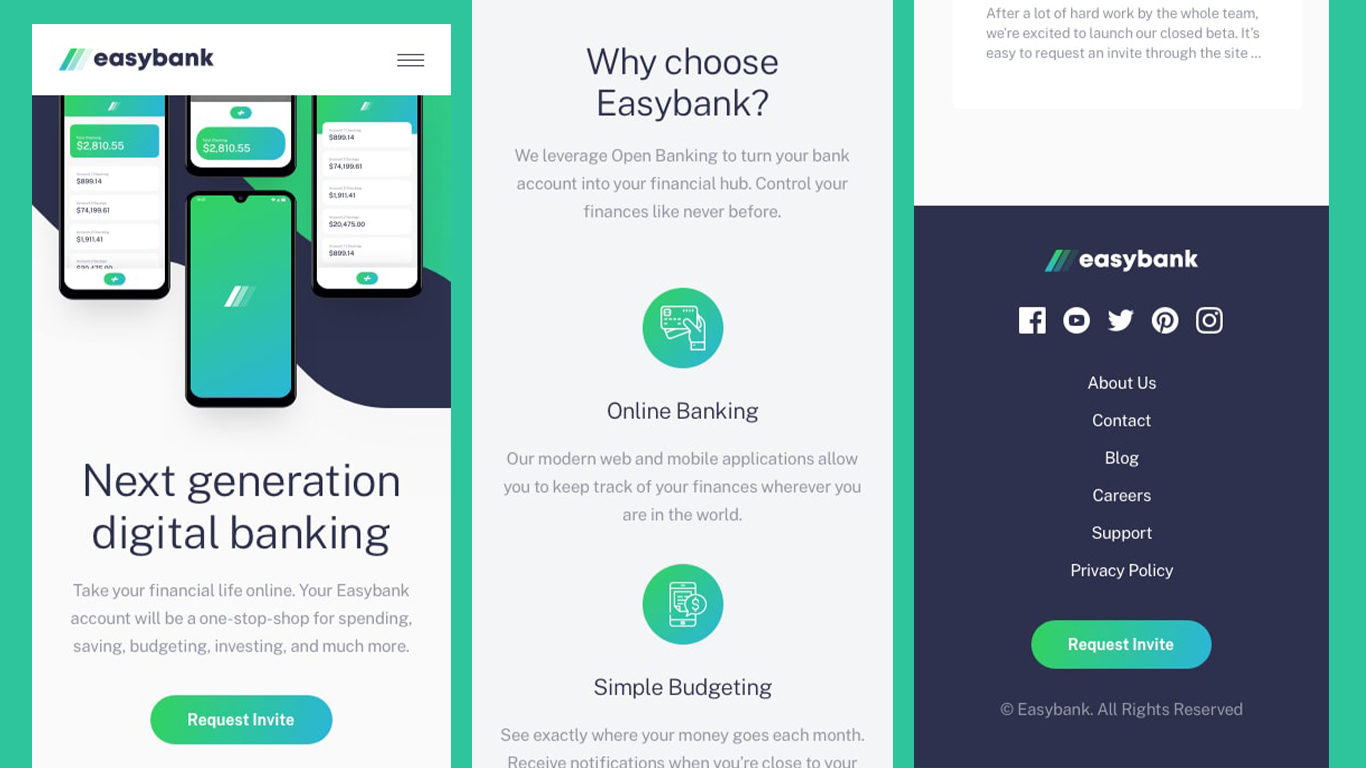 easybank
$2,810.55
$899.14
$74,199.61
$1,911.41
$2,810.55
$899.14
$74,199.61
$1,911.41
$20,475.00
$899.14
Next generation
digital banking
Take your financial life online. Your Easybank
account will be a one-stop-shop for spending,
saving, budgeting, investing, and much more.
Request Invite
Why choose
Easybank?
We leverage Open Banking to turn your bank
account into your financial hub. Control your
finances like never before.
Online Banking
Our modern web and mobile applications allow
you to keep track of your finances wherever you
are in the world.
Simple Budgeting
See exactly where your money goes each month.
Receive notifications when you're close to your
After a lot of hard work by the whole team,
we're excited to launch our closed beta. It's
easy to request an invite through the site ...
easybank
About Us
Contact
Blog
Careers
Support
Privacy Policy
Request Invite
© Easybank. All Rights Reserved